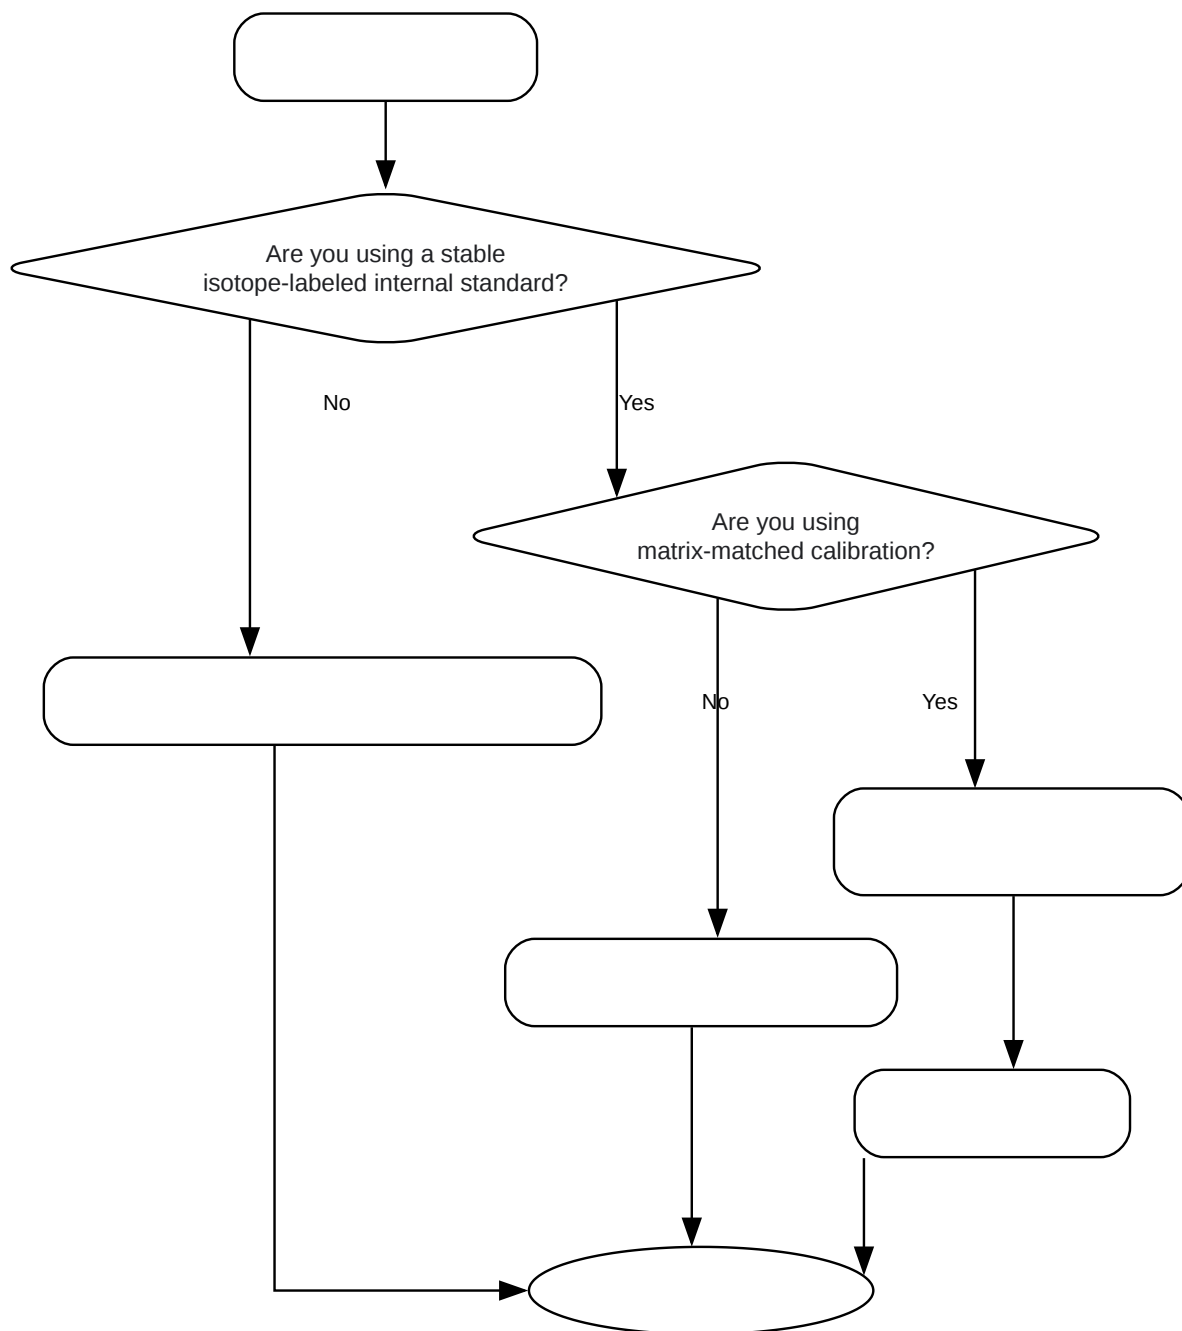 Are you using a stable
isotope-labeled internal standard?
No
Yes
Are you using
matrix-matched calibration?
No
Yes